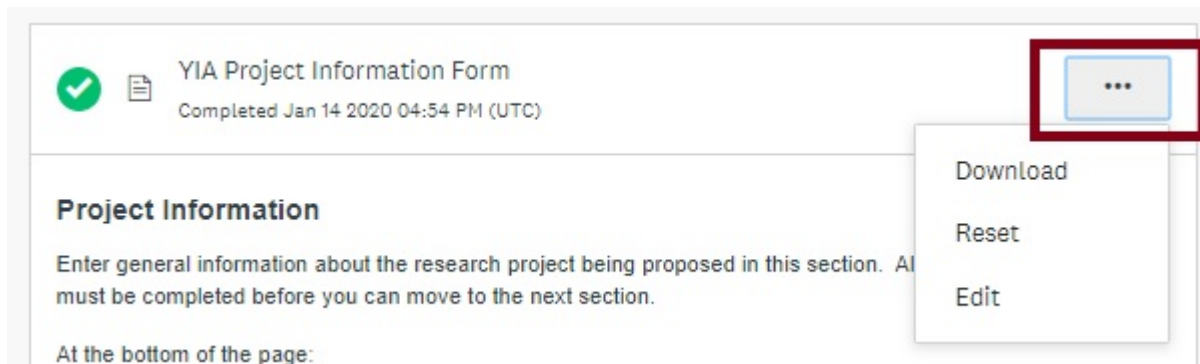 YIA Project Information Form
Completed Jan 14 2020 04:54 PM (UTC)
...
Download
Reset
Edit
Project Information
Enter general information about the research project being proposed in this section.
must be completed before you can move to the next section.
At the bottom of the page: